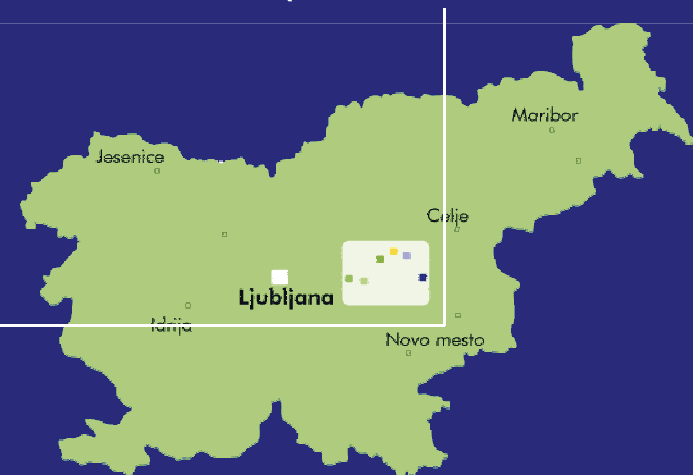 Maribor
Jesenice
Celje
Ljubljana
Idrija
Novo mesto